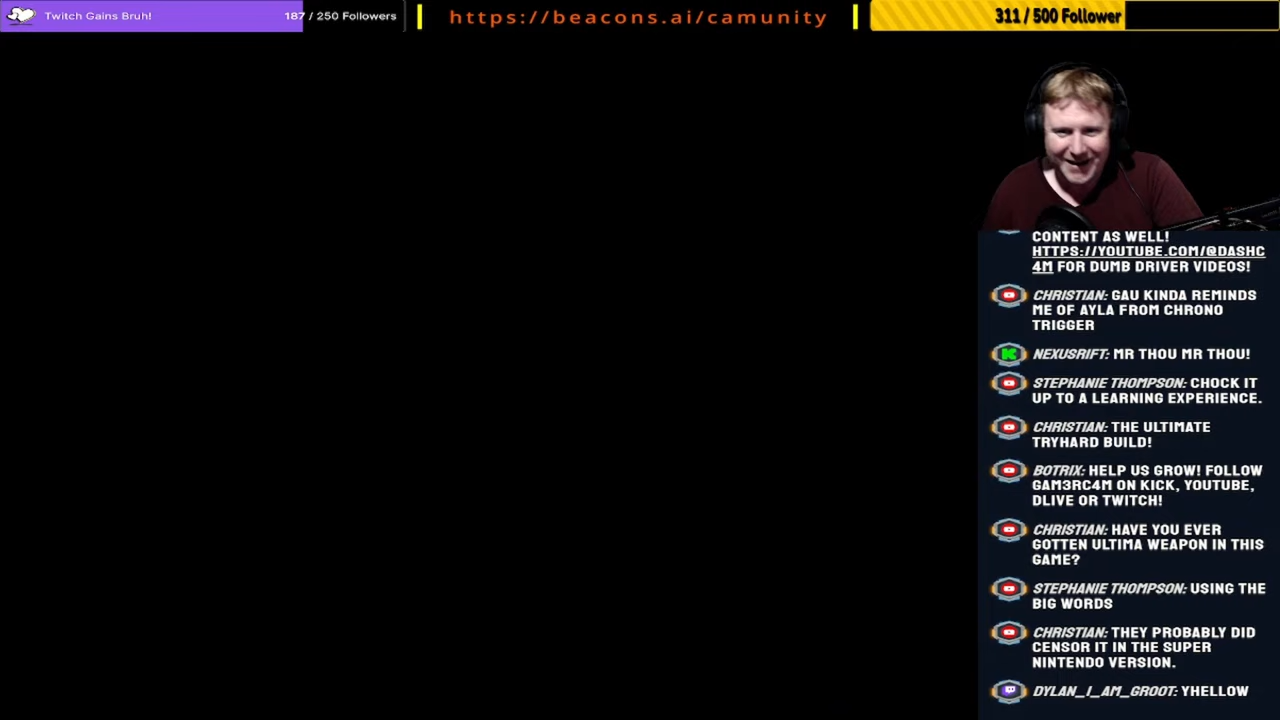 Twitch Gains Bruh!
187 / 250 Followers
https://beacons.ai/camunity
311 / 500 Follower
CONTENT AS WELL!
HTTPS://YOUTUBE.COM/@DASHC
4M FOR DUMB DRIVER VIDEOS!
CHRISTIAN: GAU KINDA REMINDS
ME OF AYLA FROM CHRONO
TRIGGER
NEXUSRIFT: MR THOU MR THOU!
STEPHANIE THOMPSON: CHOCK IT
UP TO A LEARNING EXPERIENCE.
CHRISTIAN: THE ULTIMATE
TRYHARD BUILD!
BOTRIX: HELP US GROW! FOLLOW
GAM3RC4M ON KICK, YOUTUBE,
DLIVE OR TWITCH!
CHRISTIAN: HAVE YOU EVER
GOTTEN ULTIMA WEAPON IN THIS
GAME?
STEPHANIE THOMPSON: USING THE
BIG WORDS
CHRISTIAN: THEY PROBABLY DID
CENSOR IT IN THE SUPER
NINTENDO VERSION.
DYLAN_I_AM_GROOT: YHELLOW